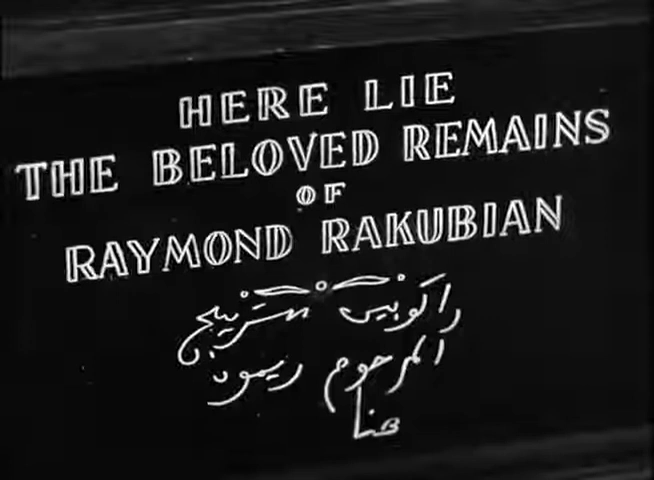 HERE LIE
THE BELOVED REMAINS
OF
RAYMOND RAKUBIAN
المرحوم ريمون
هنا